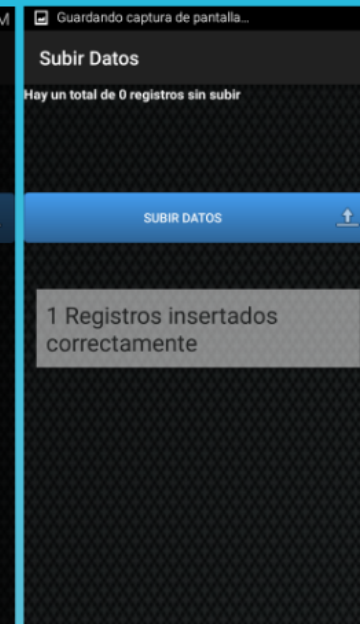 M
Guardando captura de pantalla...
Subir Datos
Hay un total de 0 registros sin subir
SUBIR DATOS
1 Registros insertados
correctamente